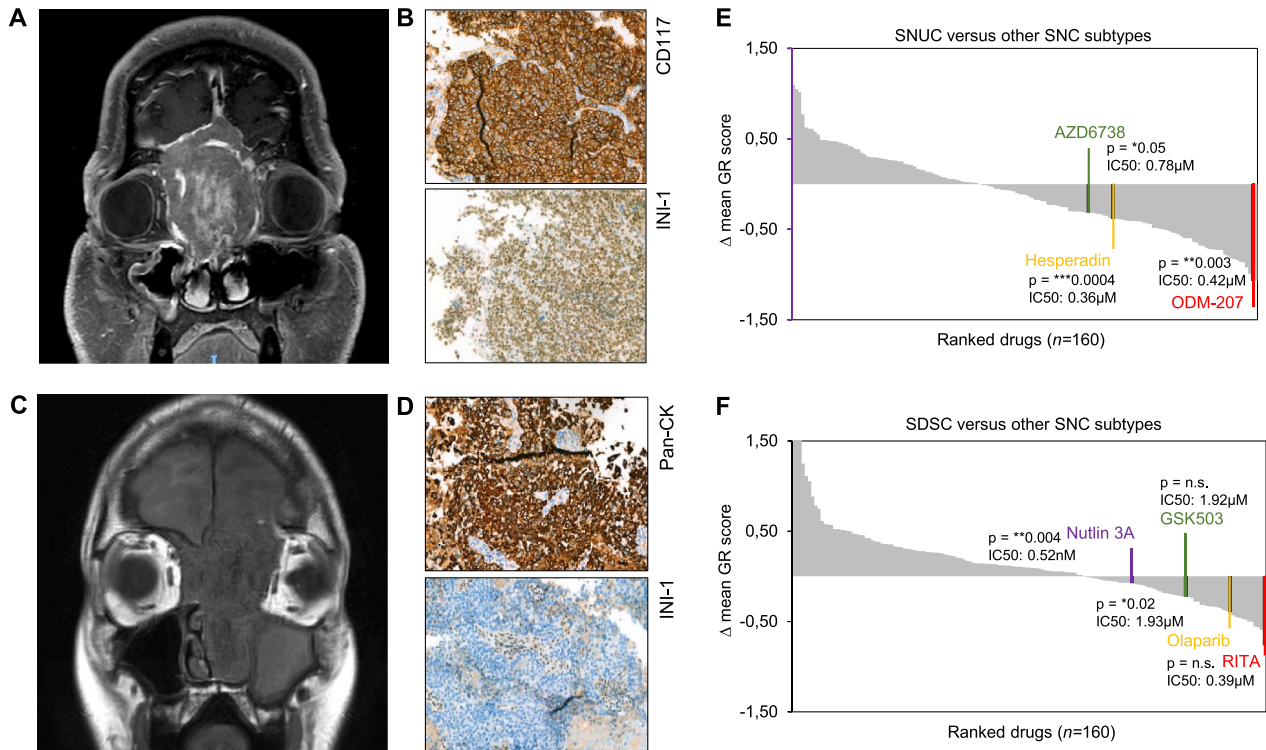 A
B
CD117
INI-1
C
D
Pan-CK
INI-1
E
SNUC versus other SNC subtypes
1,50
0,50
-0,50
-1,50
Δ mean GR score
AZD6738
p = *0.05
IC50: 0.78µM
Hesperadin
p = ***0.0004
IC50: 0.36µM
p = **0.003
IC50: 0.42µM
ODM-207
Ranked drugs (n=160)
F
SDSC versus other SNC subtypes
1,50
0,50
-0,50
-1,50
Δ mean GR score
p = **0.004
IC50: 0.52nM
Nutlin 3A
p = n.s.
IC50: 1.92µM
GSK503
p = *0.02
IC50: 1.93µM
Olaparib
p = n.s.
IC50: 0.39µM
RITA
Ranked drugs (n=160)